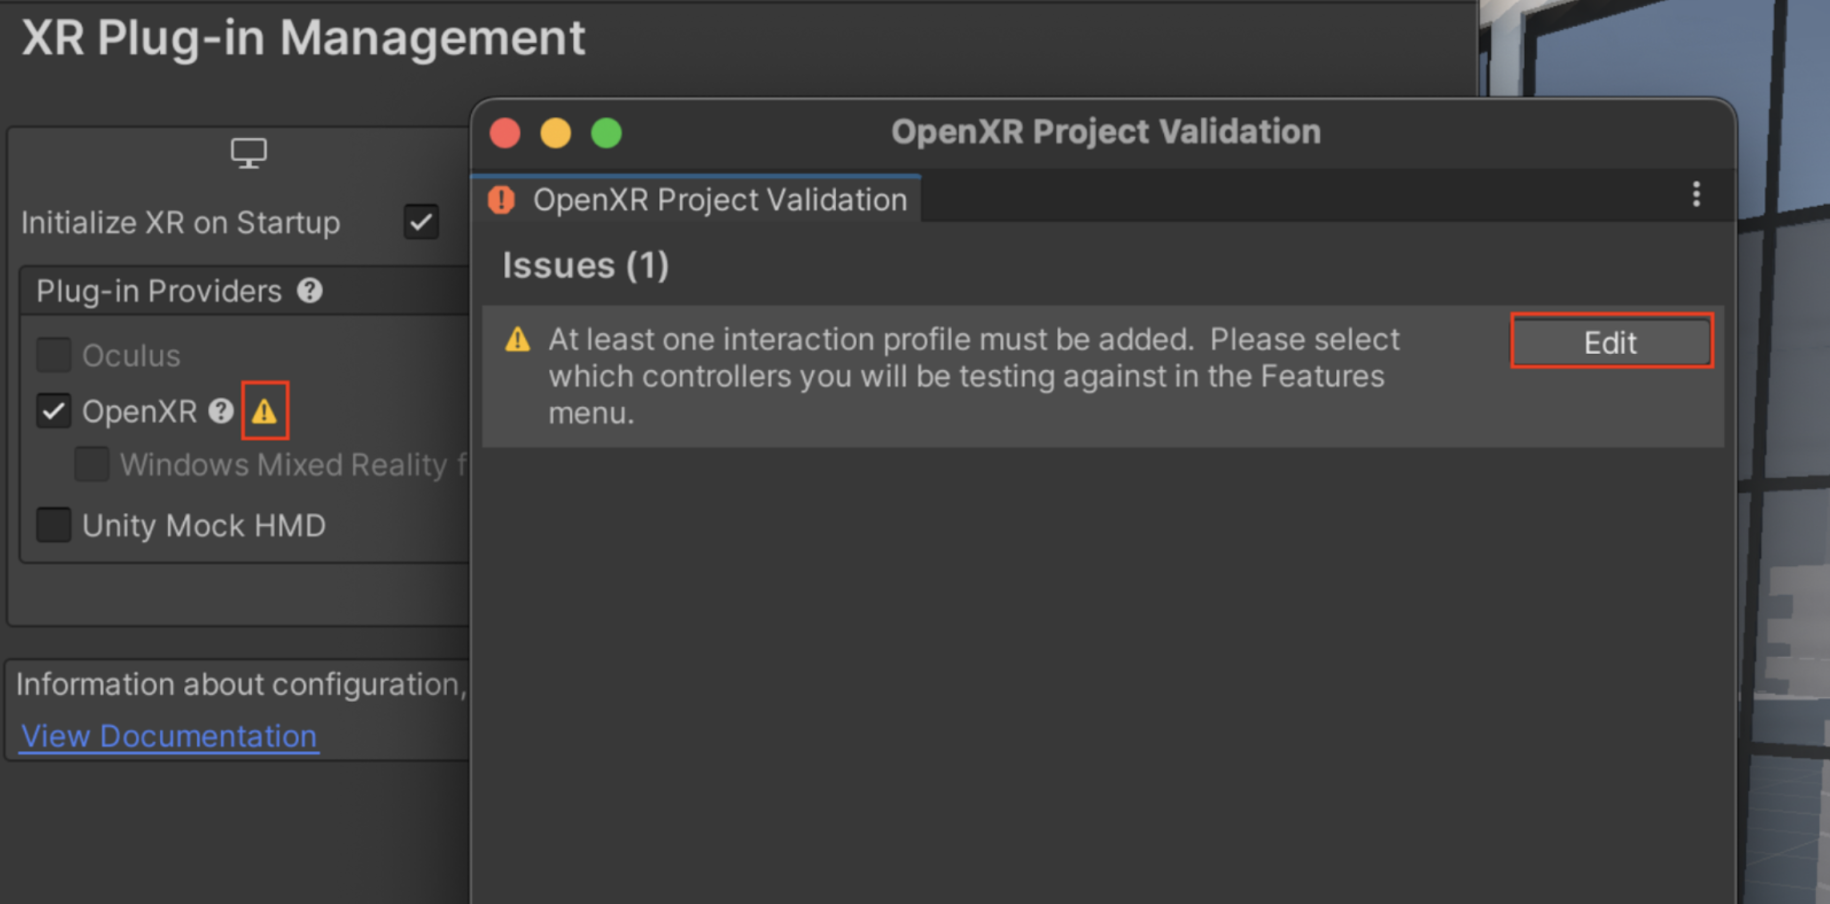 XR Plug-in Management
Initialize XR on Startup
Plug-in Providers
Oculus
OpenXR
Windows Mixed Reality f
Unity Mock HMD
Information about configuration,
View Documentation
OpenXR Project Validation
OpenXR Project Validation
Issues (1)
At least one interaction profile must be added.  Please select
which controllers you will be testing against in the Features
menu.
Edit